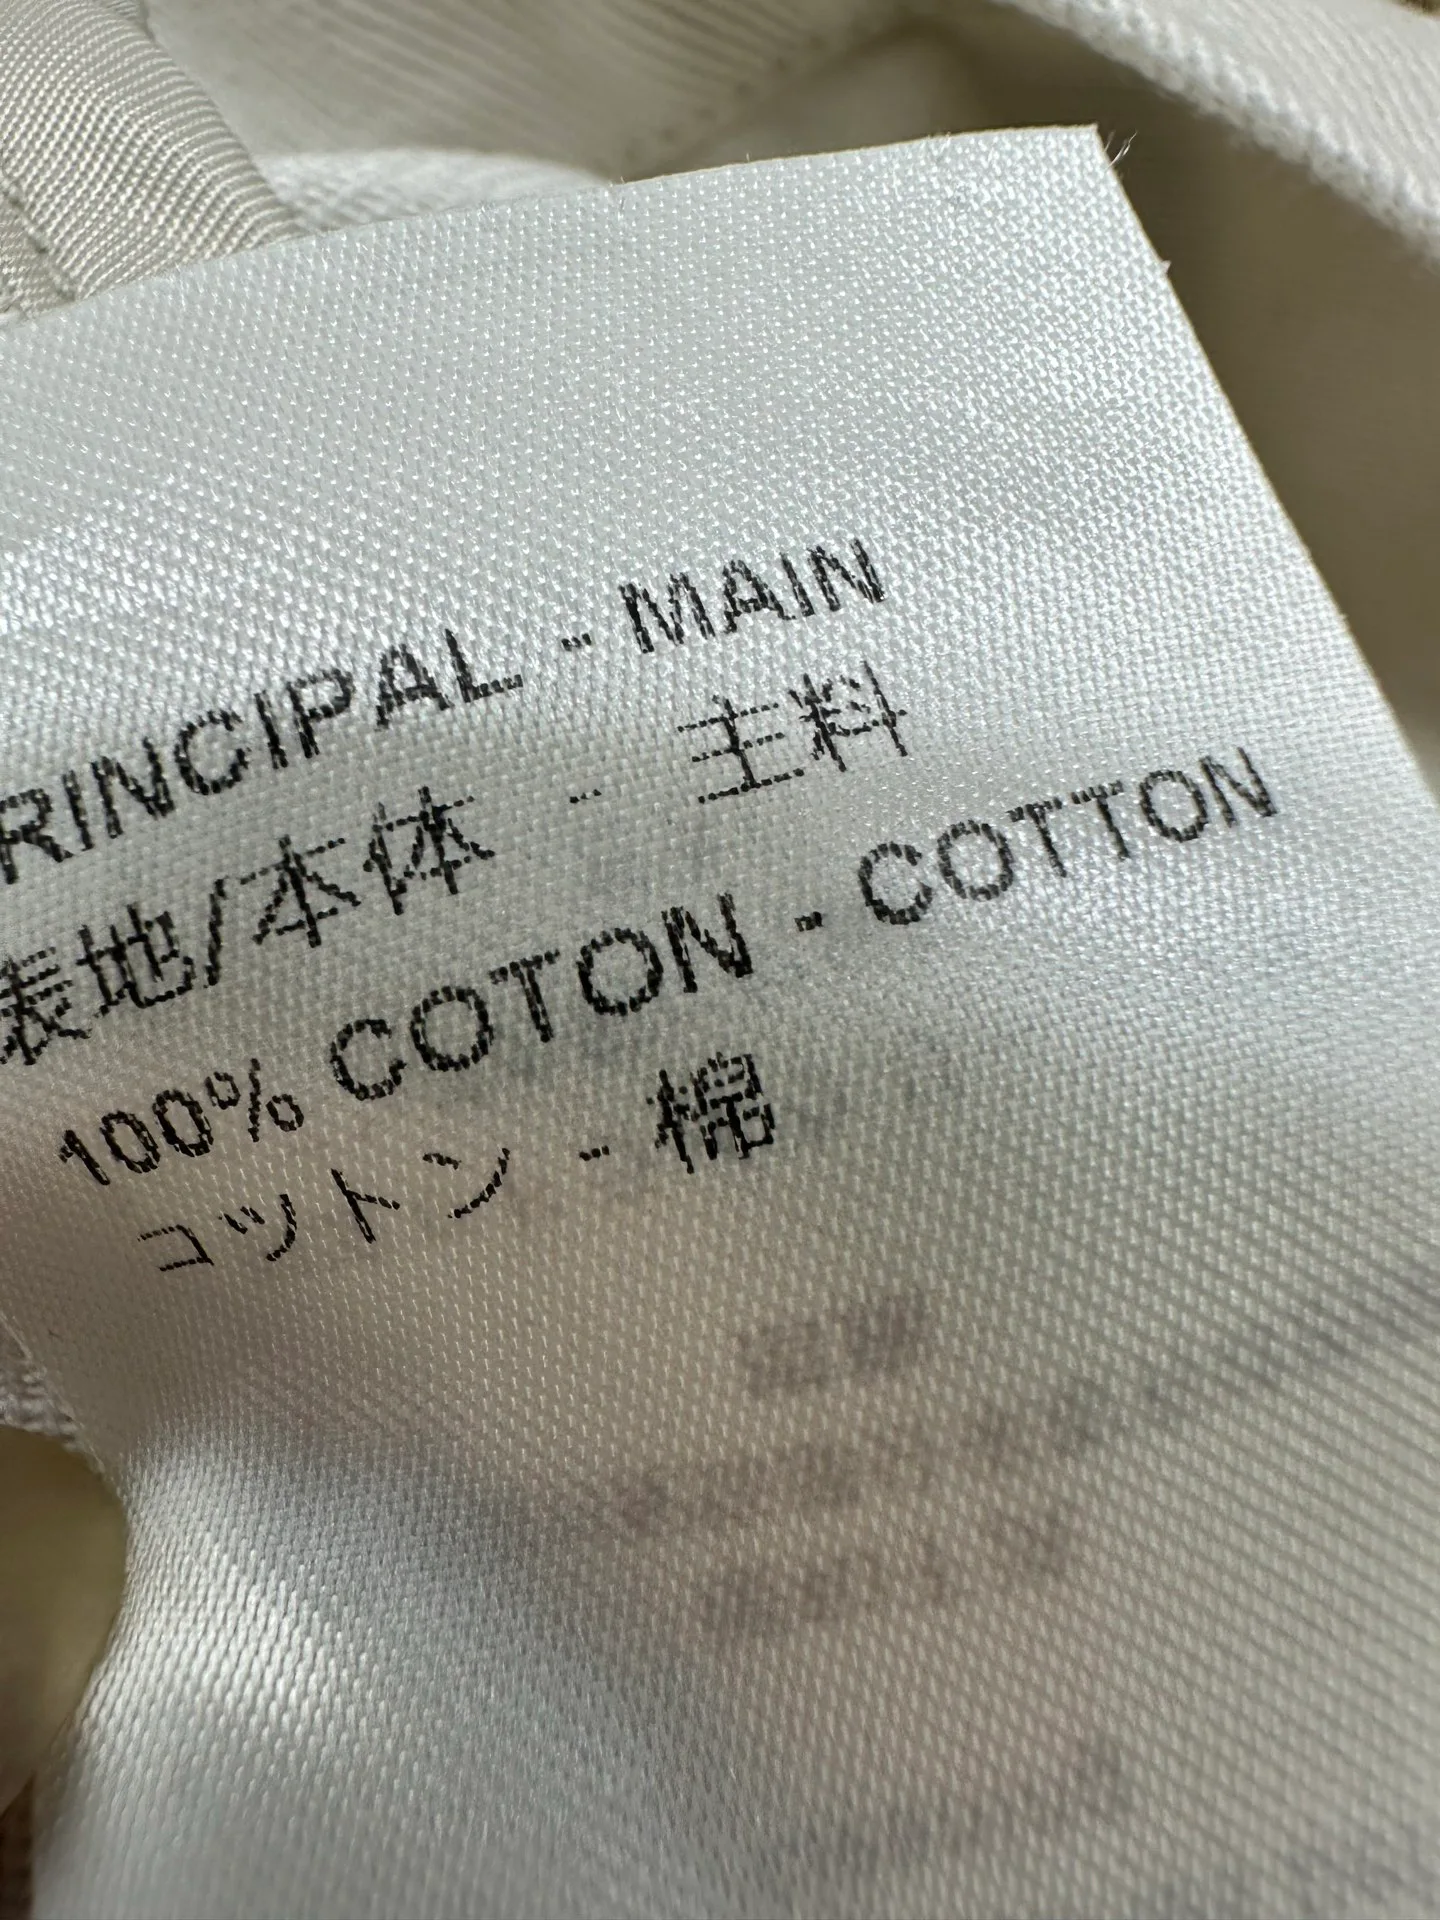 RINCIPAL - MAIN
表地/本体 - 主料
100% COTON - COTTON
コットン - 棉